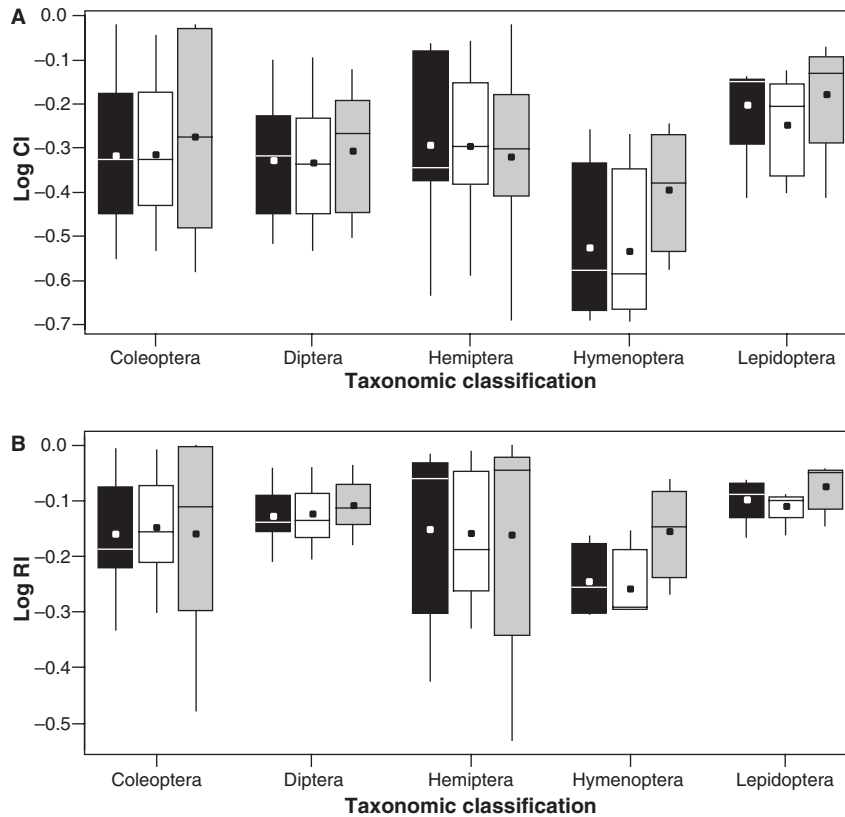 A
0.0
–0.1
–0.2
–0.3
–0.4
–0.5
–0.6
–0.7
Log CI
Coleoptera Diptera Hemiptera Hymenoptera Lepidoptera
Taxonomic classification
B
0.0
–0.1
–0.2
–0.3
–0.4
–0.5
Log RI
Coleoptera Diptera Hemiptera Hymenoptera Lepidoptera
Taxonomic classification